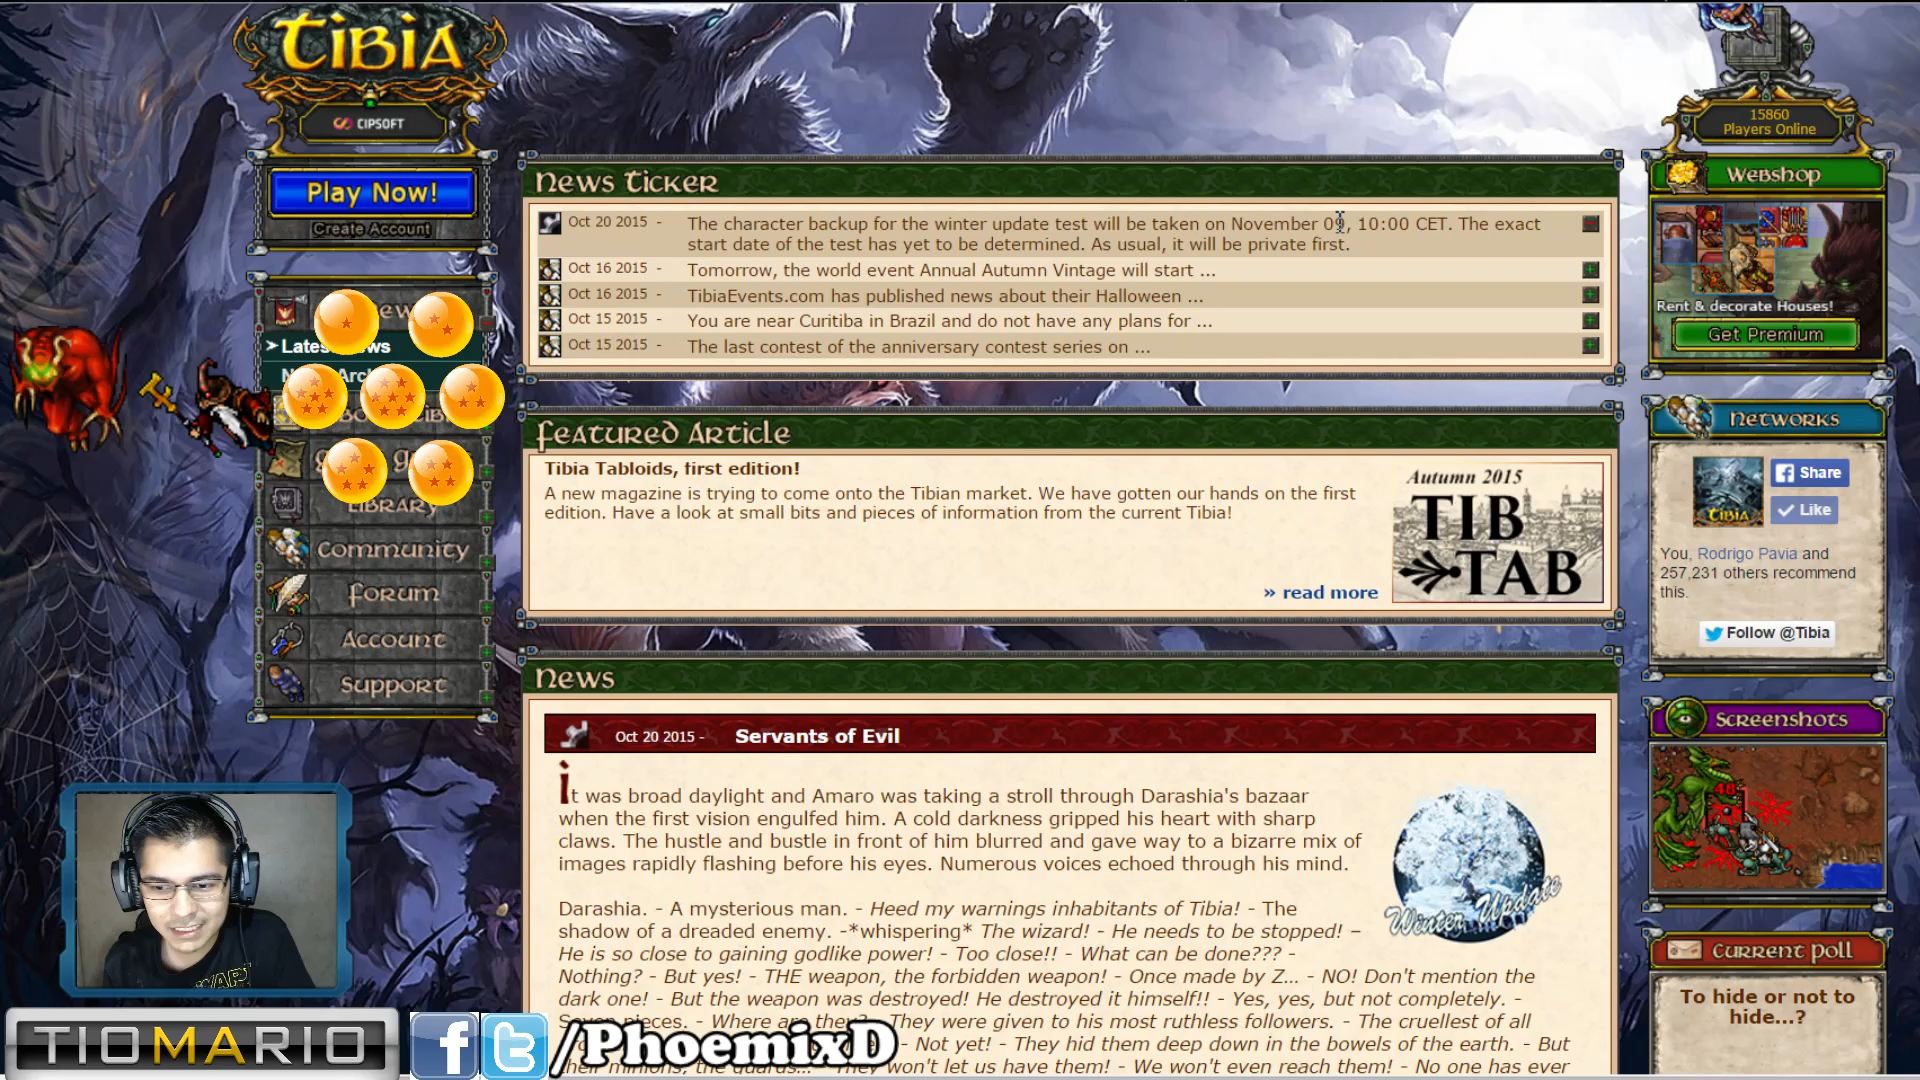 TIBIA
CIPSOFT
Play Now!
Create Account
Latest News
Community
Forum
Library
Account
Support
News Ticker
Oct 20 2015 - The character backup for the winter update test will be taken on November 09, 10:00 CET. The exact
start date of the test has yet to be determined. As usual, it will be private first.
Oct 16 2015 - Tomorrow, the world event Annual Autumn Vintage will start ...
Oct 16 2015 - TibiaEvents.com has published news about their Halloween ...
Oct 15 2015 - You are near Curitiba in Brazil and do not have any plans for ...
Oct 15 2015 - The last contest of the anniversary contest series on ...
Featured Article
Tibia Tabloids, first edition!
A new magazine is trying to come onto the Tibian market. We have gotten our hands on the first
edition. Have a look at small bits and pieces of information from the current Tibia!
» read more
Autumn 2015
TIB
TAB
News
Oct 20 2015 - Servants of Evil
It was broad daylight and Amaro was taking a stroll through Darashia's bazaar
when the first vision engulfed him. A cold darkness gripped his heart with sharp
claws. The hustle and bustle in front of him blurred and gave way to a bizarre mix of
images rapidly flashing before his eyes. Numerous voices echoed through his mind.
Winter Update
Darashia. - A mysterious man. - Heed my warnings inhabitants of Tibia! - The
shadow of a dreaded enemy. -*whispering* The wizard! - He needs to be stopped! –
He is so close to gaining godlike power! - Too close!! - What can be done??? -
Nothing? - But yes! - THE weapon, the forbidden weapon! - Once made by Z... - NO! Don't mention the
dark one! - But the weapon was destroyed! He destroyed it himself!! - Yes, yes, but not completely. -
Seven pieces. - Where are they? - They were given to his most ruthless followers. - The cruellest of all
- Not yet! - They hid them deep down in the bowels of the earth. - But
their minions, the guards... - They won't let us have them! - We won't even reach them! - No one has ever
15860
Players Online
Webshop
Rent & decorate Houses!
Get Premium
Networks
TIBIA
Share
Like
You, Rodrigo Pavia and
257,231 others recommend
this.
Follow @Tibia
Screenshots
48
Current Poll
To hide or not to
hide...?
TIOMARIO
f t /PhoemixD